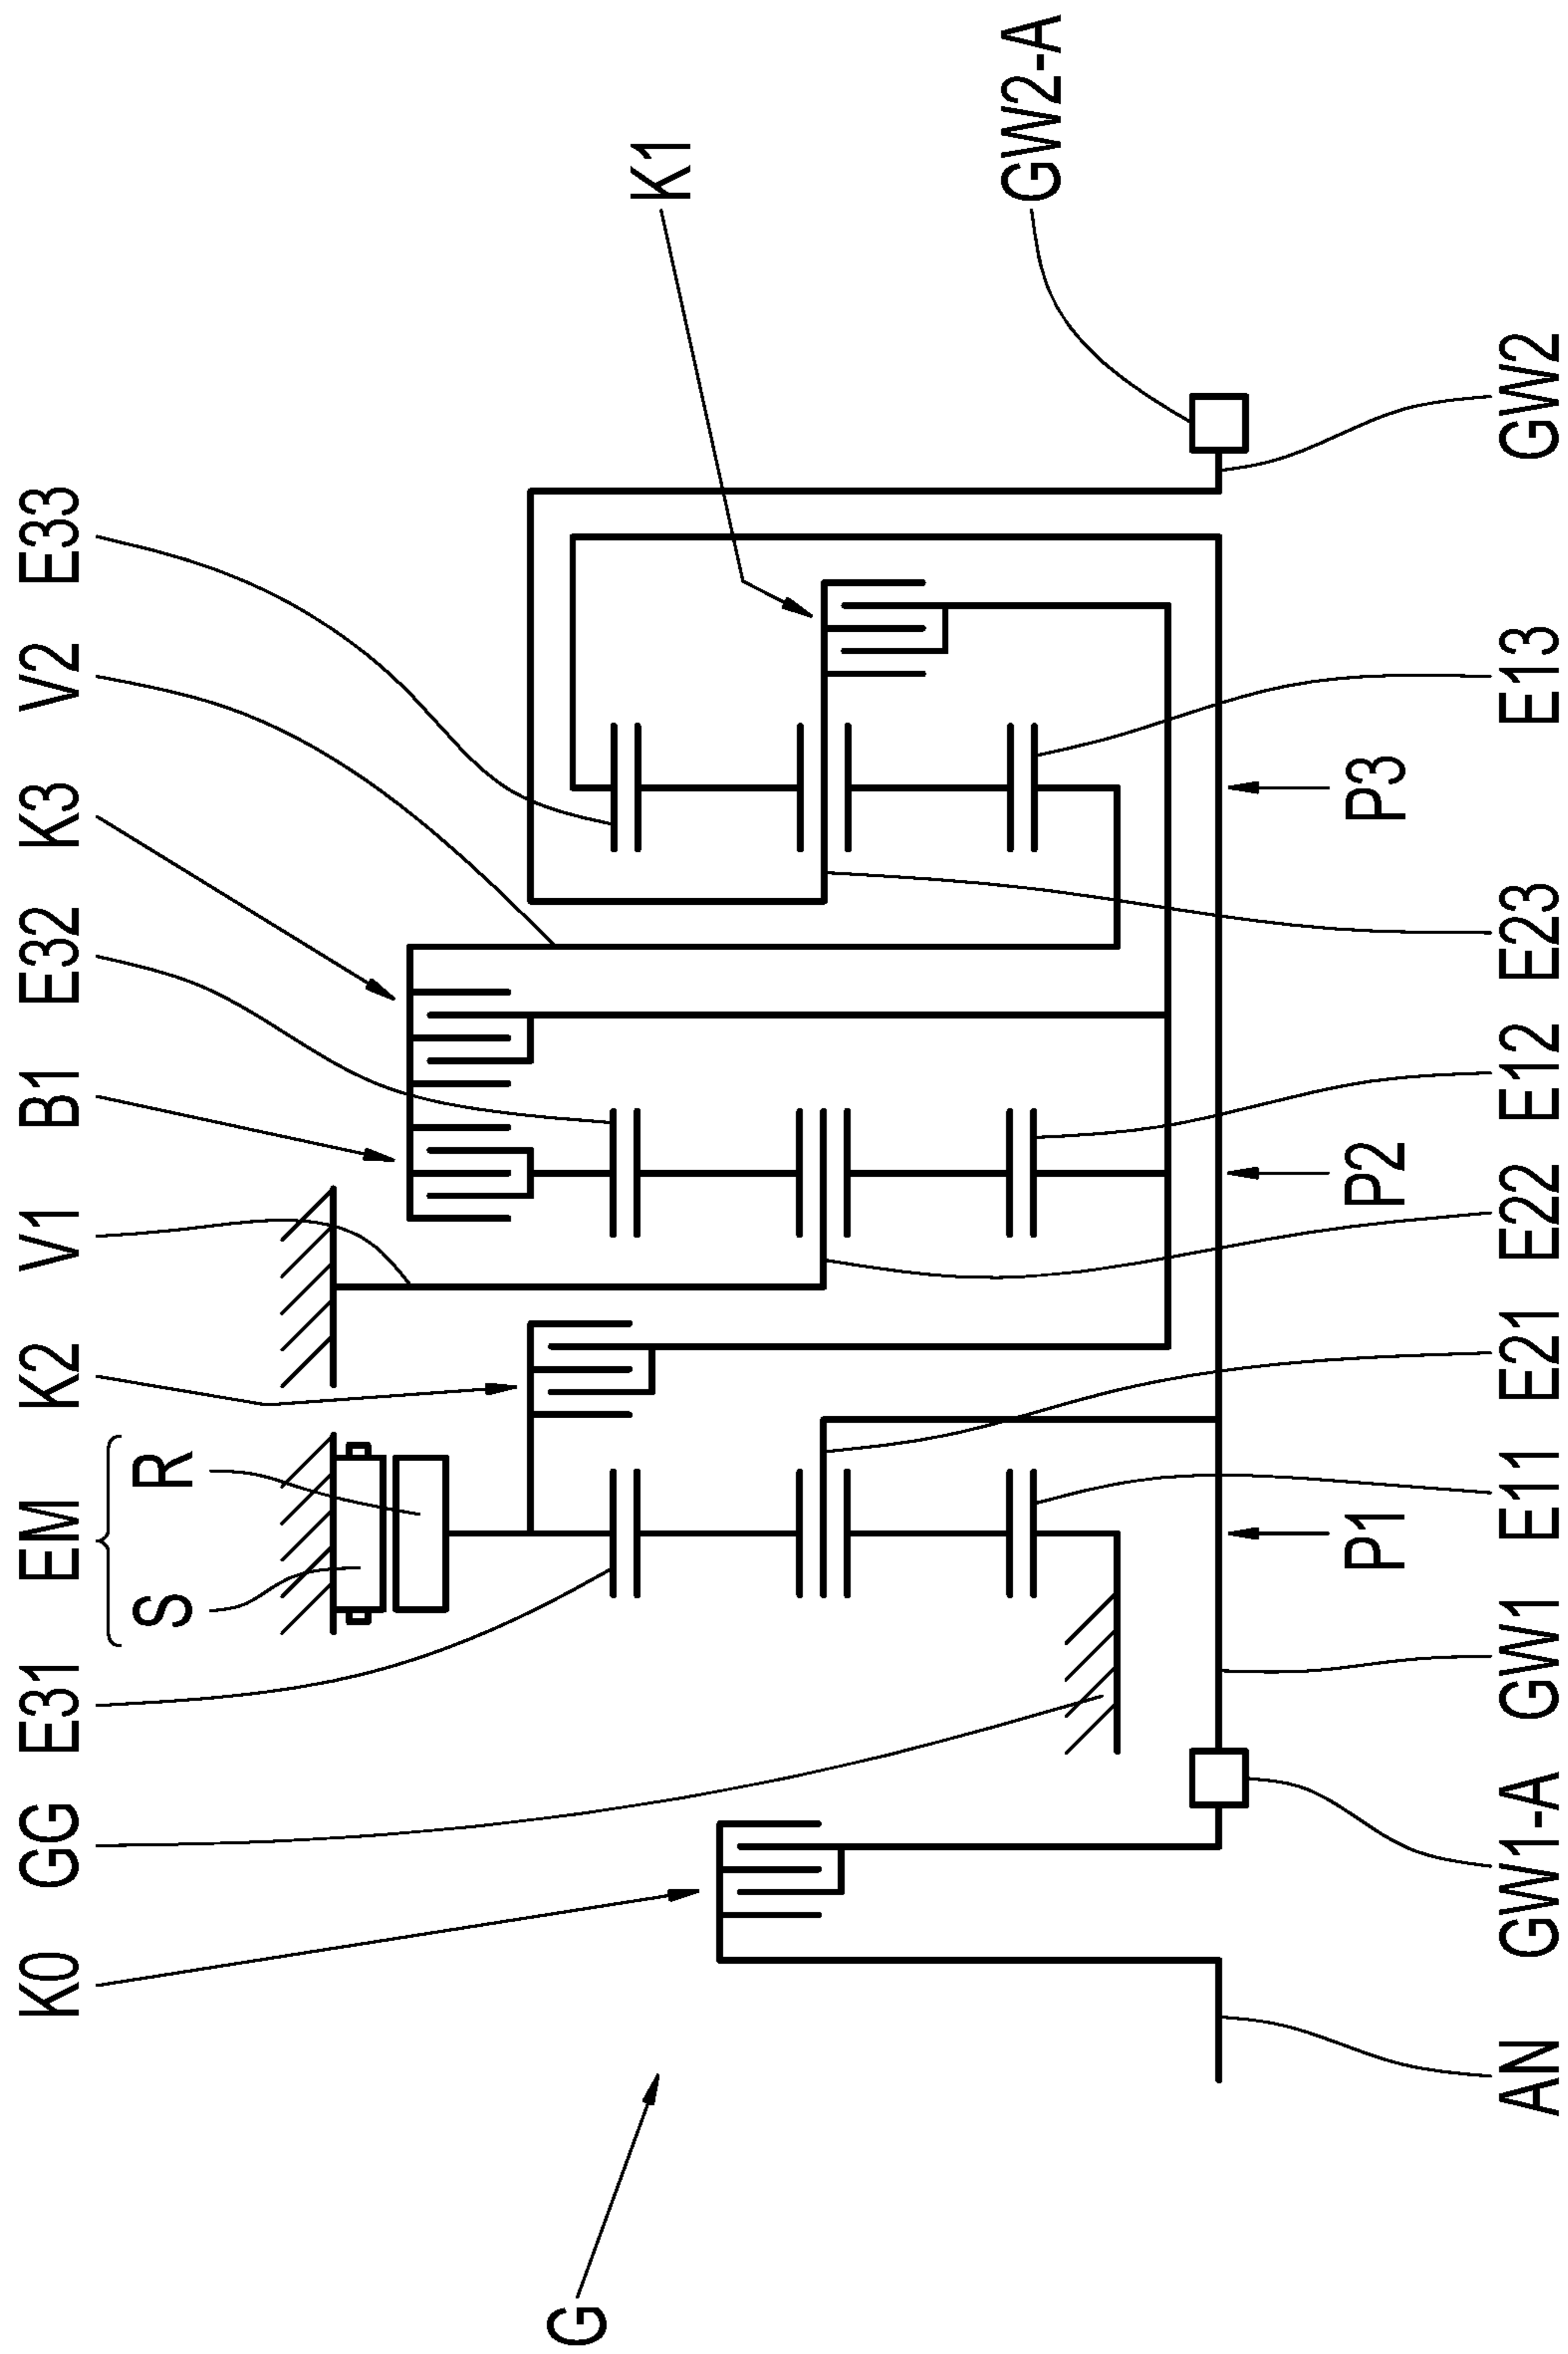 K0 GG E31 EM K2 V1 B1 E32 K3 V2 E33
S R
G
K1
GW2-A
P1 P2 P3
AN GW1-A GW1 E11 E21 E22 E12 E23 E13 GW2